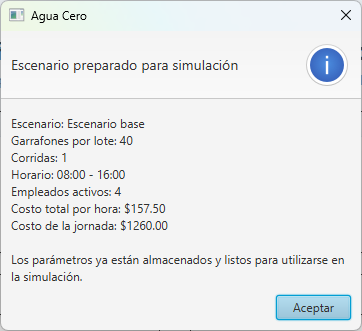 Agua Cero
Escenario preparado para simulación
Escenario: Escenario base
Garrafones por lote: 40
Corridas: 1
Horario: 08:00 - 16:00
Empleados activos: 4
Costo total por hora: $157.50
Costo de la jornada: $1260.00
Los parámetros ya están almacenados y listos para utilizarse en
la simulación.
Aceptar